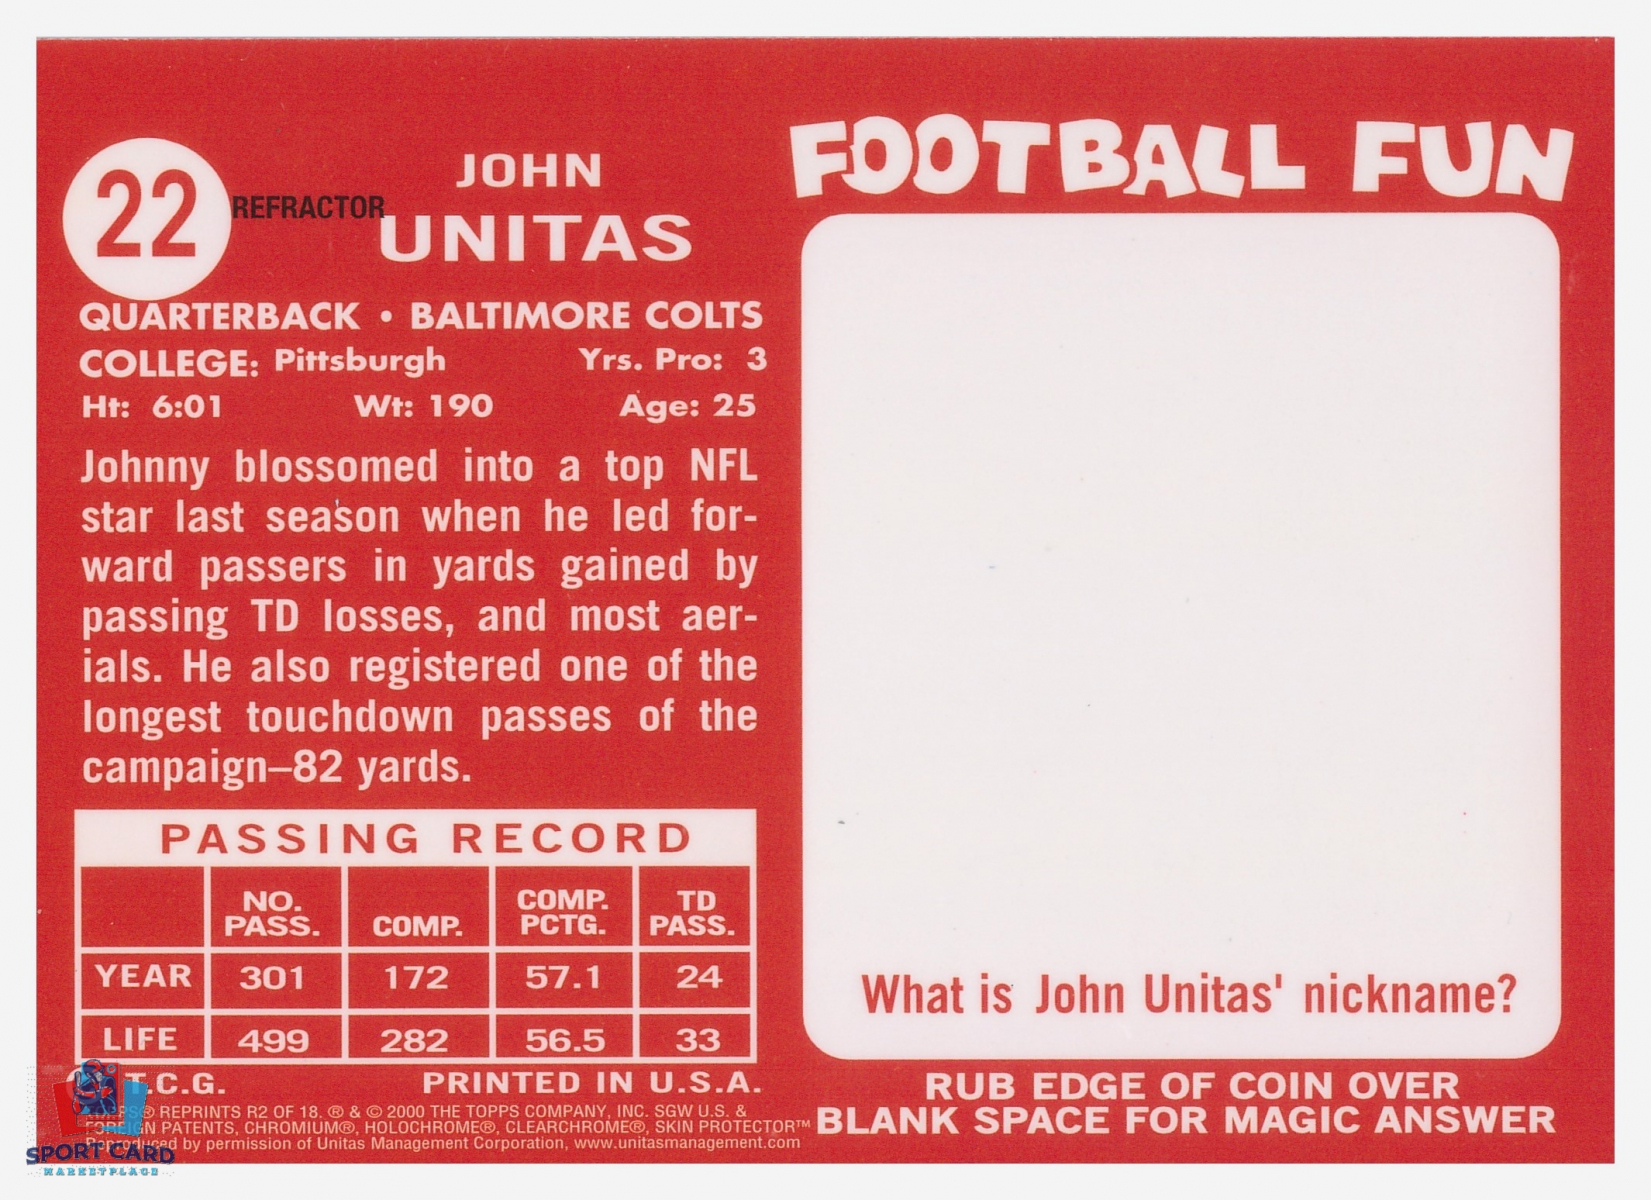 22
REFRACTOR
JOHN
UNITAS
QUARTERBACK • BALTIMORE COLTS
COLLEGE: Pittsburgh Yrs. Pro: 3
Ht: 6:01 Wt: 190 Age: 25
Johnny blossomed into a top NFL
star last season when he led for-
ward passers in yards gained by
passing TD losses, and most aer-
ials. He also registered one of the
longest touchdown passes of the
campaign–82 yards.
PASSING RECORD
NO. PASS. COMP. COMP. PCTG. TD PASS.
YEAR 301 172 57.1 24
LIFE 499 282 56.5 33
T.C.G. PRINTED IN U.S.A.
REPRINTS R2 OF 18. ® & © 2000 THE TOPPS COMPANY, INC. SGW U.S. &
FOREIGN PATENTS, CHROMIUM®, HOLOCHROME®, CLEARCHROME®, SKIN PROTECTOR™
Reproduced by permission of Unitas Management Corporation, www.unitasmanagement.com
SPORT CARD
MARKETPLACE
FOOTBALL FUN
What is John Unitas' nickname?
RUB EDGE OF COIN OVER
BLANK SPACE FOR MAGIC ANSWER